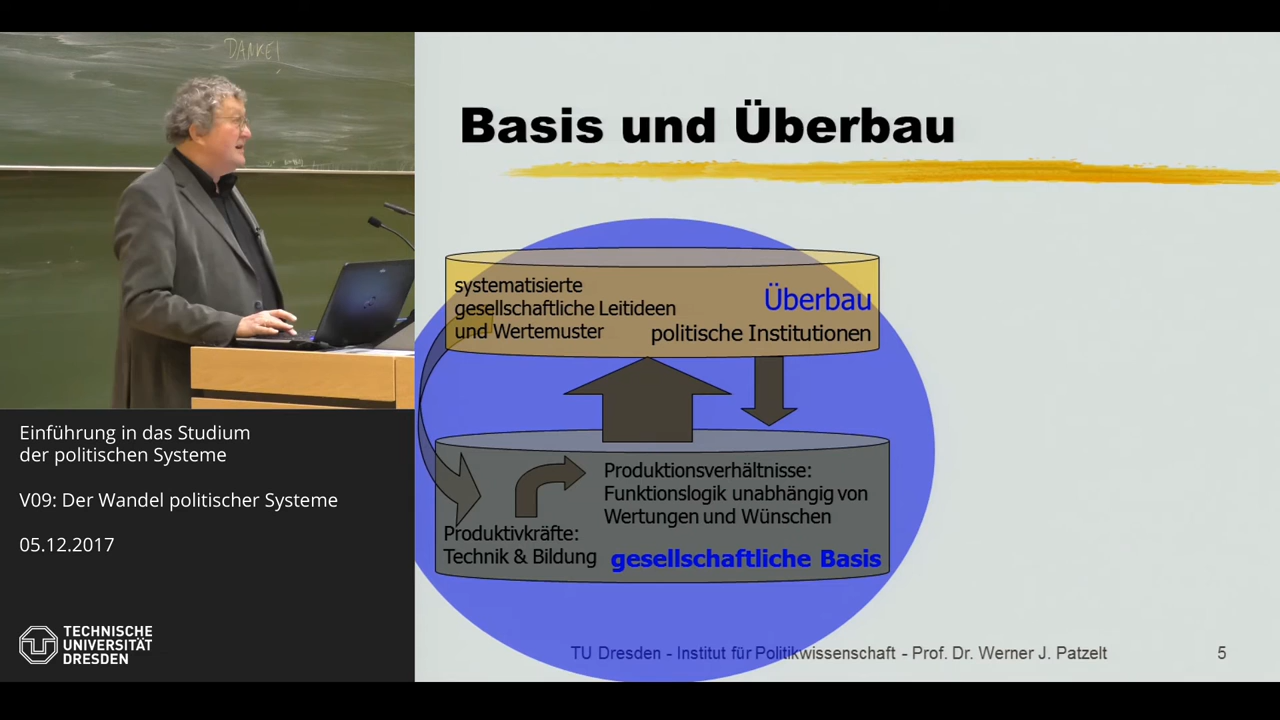 DANKE!
Basis und Überbau
systematisierte
gesellschaftliche Leitideen
und Wertemuster
Überbau
politische Institutionen
Produktionsverhältnisse:
Funktionslogik unabhängig von
Wertungen und Wünschen
Produktivkräfte:
Technik & Bildung
gesellschaftliche Basis
TU Dresden - Institut für Politikwissenschaft - Prof. Dr. Werner J. Patzelt
5
Einführung in das Studium
der politischen Systeme
V09: Der Wandel politischer Systeme
05.12.2017
TECHNISCHE
UNIVERSITÄT
DRESDEN